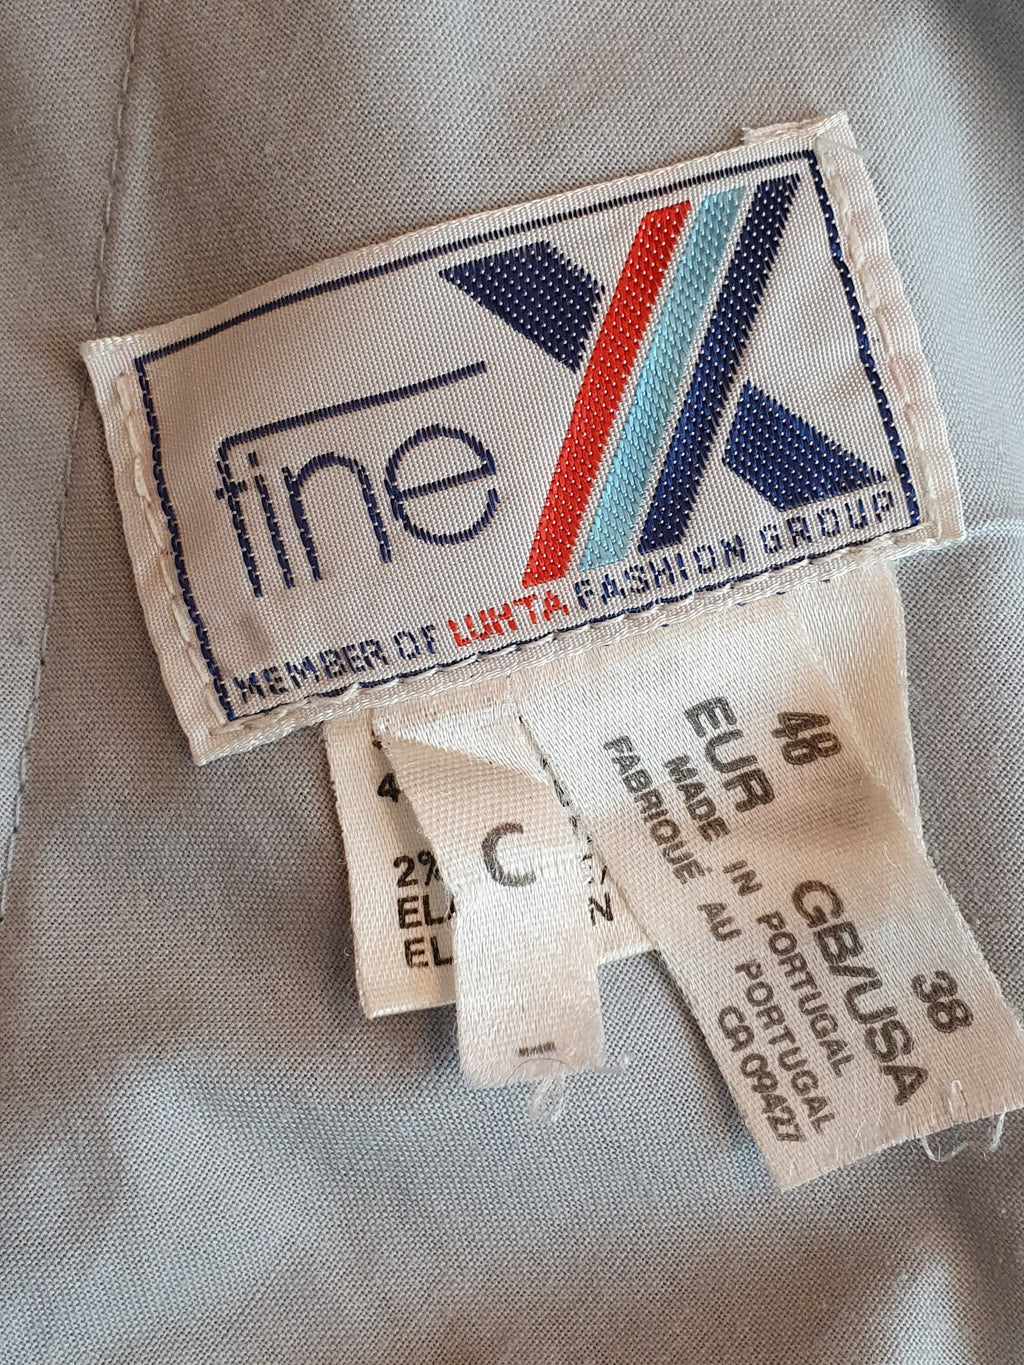 fine X
MEMBER OF LUHTA FASHION GROUP
4
2%
ELA
N
EL
C
EUR 48
GB/USA 38
MADE IN PORTUGAL
FABRIQUÉ AU PORTUGAL
CA 09427